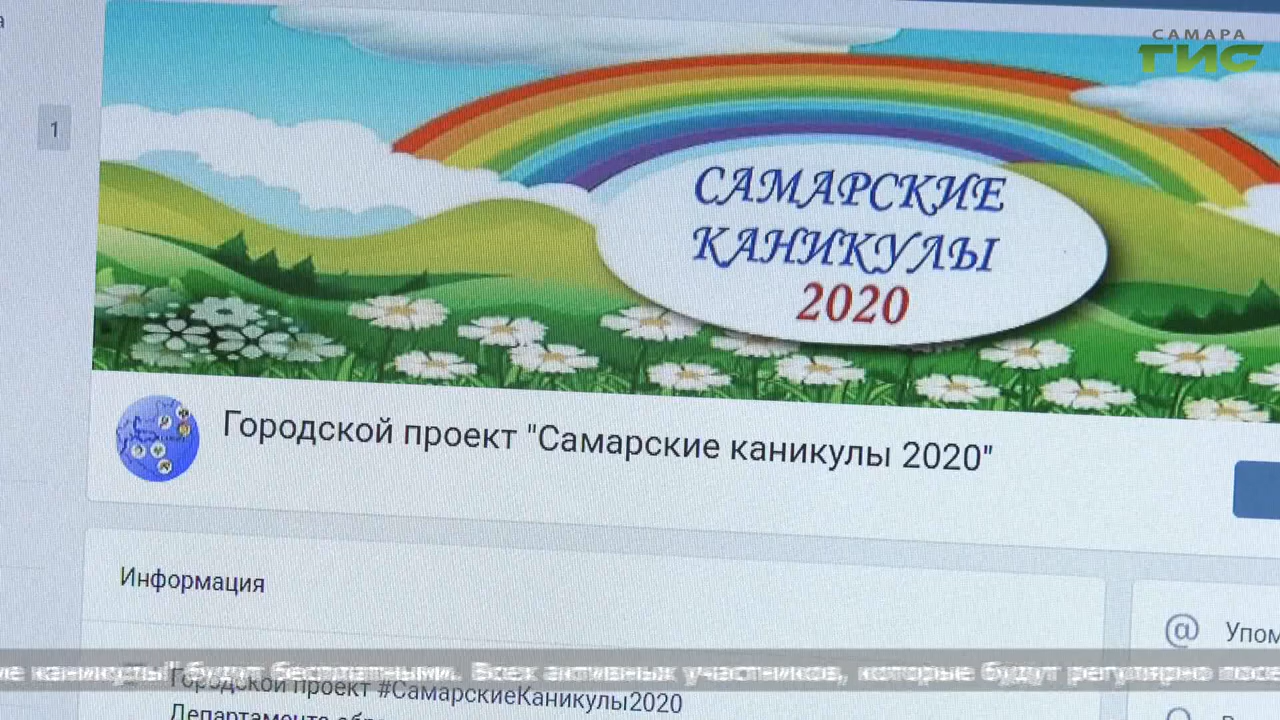 САМАРА
ГИС
1
САМАРСКИЕ
КАНИКУЛЫ
2020
Городской проект "Самарские каникулы 2020"
Информация
@ Упом
каникулы" будут бесплатными. Всех активных участников, которые будут регулярно
Городской проект #СамарскиеКаникулы2020
Департамента